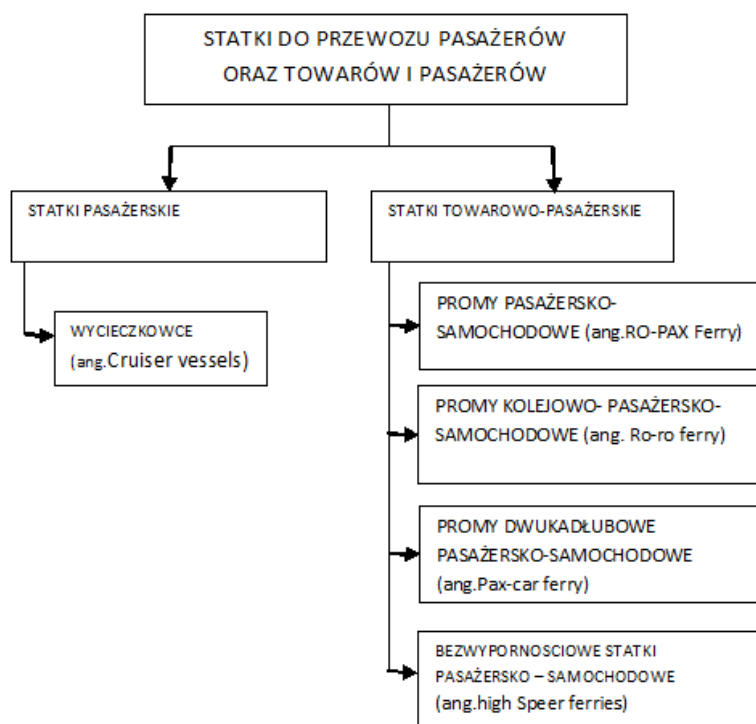 STATKI DO PRZEWOZU PASAŻERÓW
ORAZ TOWARÓW I PASAŻERÓW
STATKI PASAŻERSKIE
STATKI TOWAROWO-PASAŻERSKIE
WYCIECZKOWCE
(ang.Cruiser vessels)
PROMY PASAŻERSKO-
SAMOCHODOWE (ang.RO-PAX Ferry)
PROMY KOLEJOWO- PASAŻERSKO-
SAMOCHODOWE (ang. Ro-ro ferry)
PROMY DWUKADŁUBOWE
PASAŻERSKO-SAMOCHODOWE
(ang.Pax-car ferry)
BEZWYPORNOSCIOWE STATKI
PASAŻERSKO – SAMOCHODOWE
(ang.high Speer ferries)